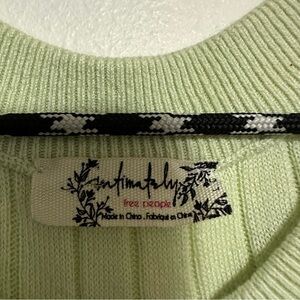 intimately
free people
Made in China . Fabriqué en Chine